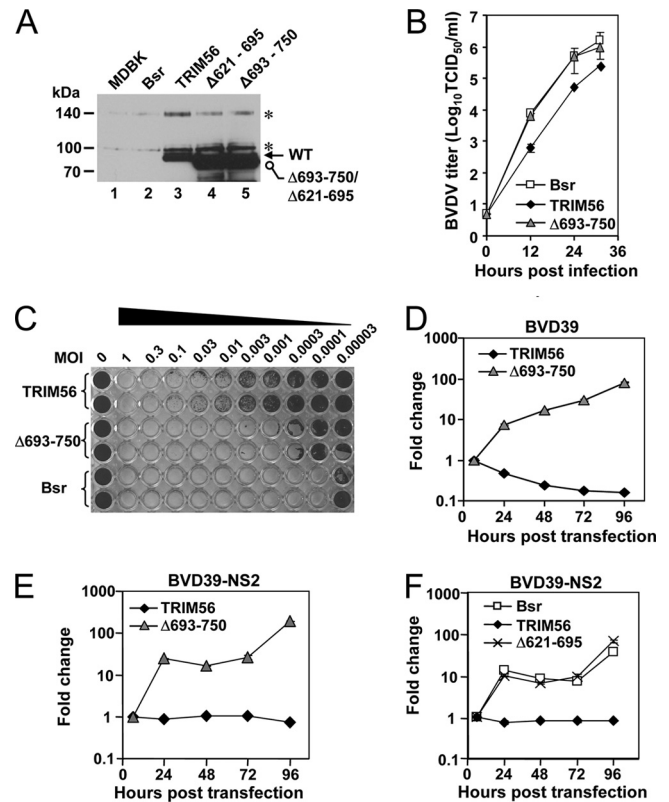 A
MDBK
Bsr
TRIM56
Δ621 - 695
Δ693 - 750
kDa
140
100
70
*
*
WT
Δ693-750/
Δ621-695
1 2 3 4 5
B
BVDV titer (Log10TCID50/ml)
7
6
5
4
3
2
1
0
Bsr
TRIM56
Δ693-750
0 12 24 36
Hours post infection
C
MOI 0 1 0.3 0.1 0.03 0.01 0.003 0.001 0.0003 0.0001 0.00003
TRIM56
Δ693-750
Bsr
D
BVD39
TRIM56
Δ693-750
Fold change
1000
100
10
1
0.1
0 24 48 72 96
Hours post transfection
E
BVD39-NS2
TRIM56
Δ693-750
Fold change
1000
100
10
1
0.1
0 24 48 72 96
Hours post transfection
F
BVD39-NS2
Bsr
TRIM56
Δ621-695
Fold change
1000
100
10
1
0.1
0 24 48 72 96
Hours post transfection